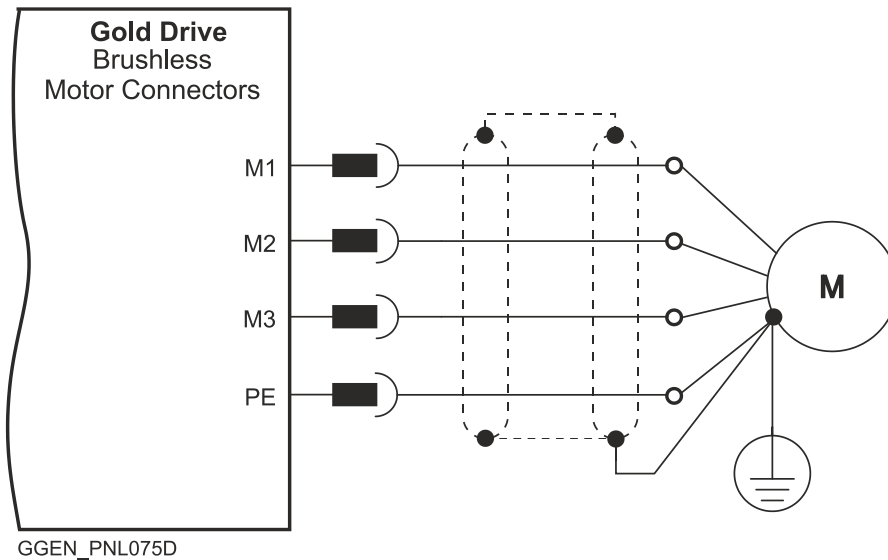 Gold Drive
Brushless
Motor Connectors
M1
M2
M3
PE
M
GGEN_PNL075D